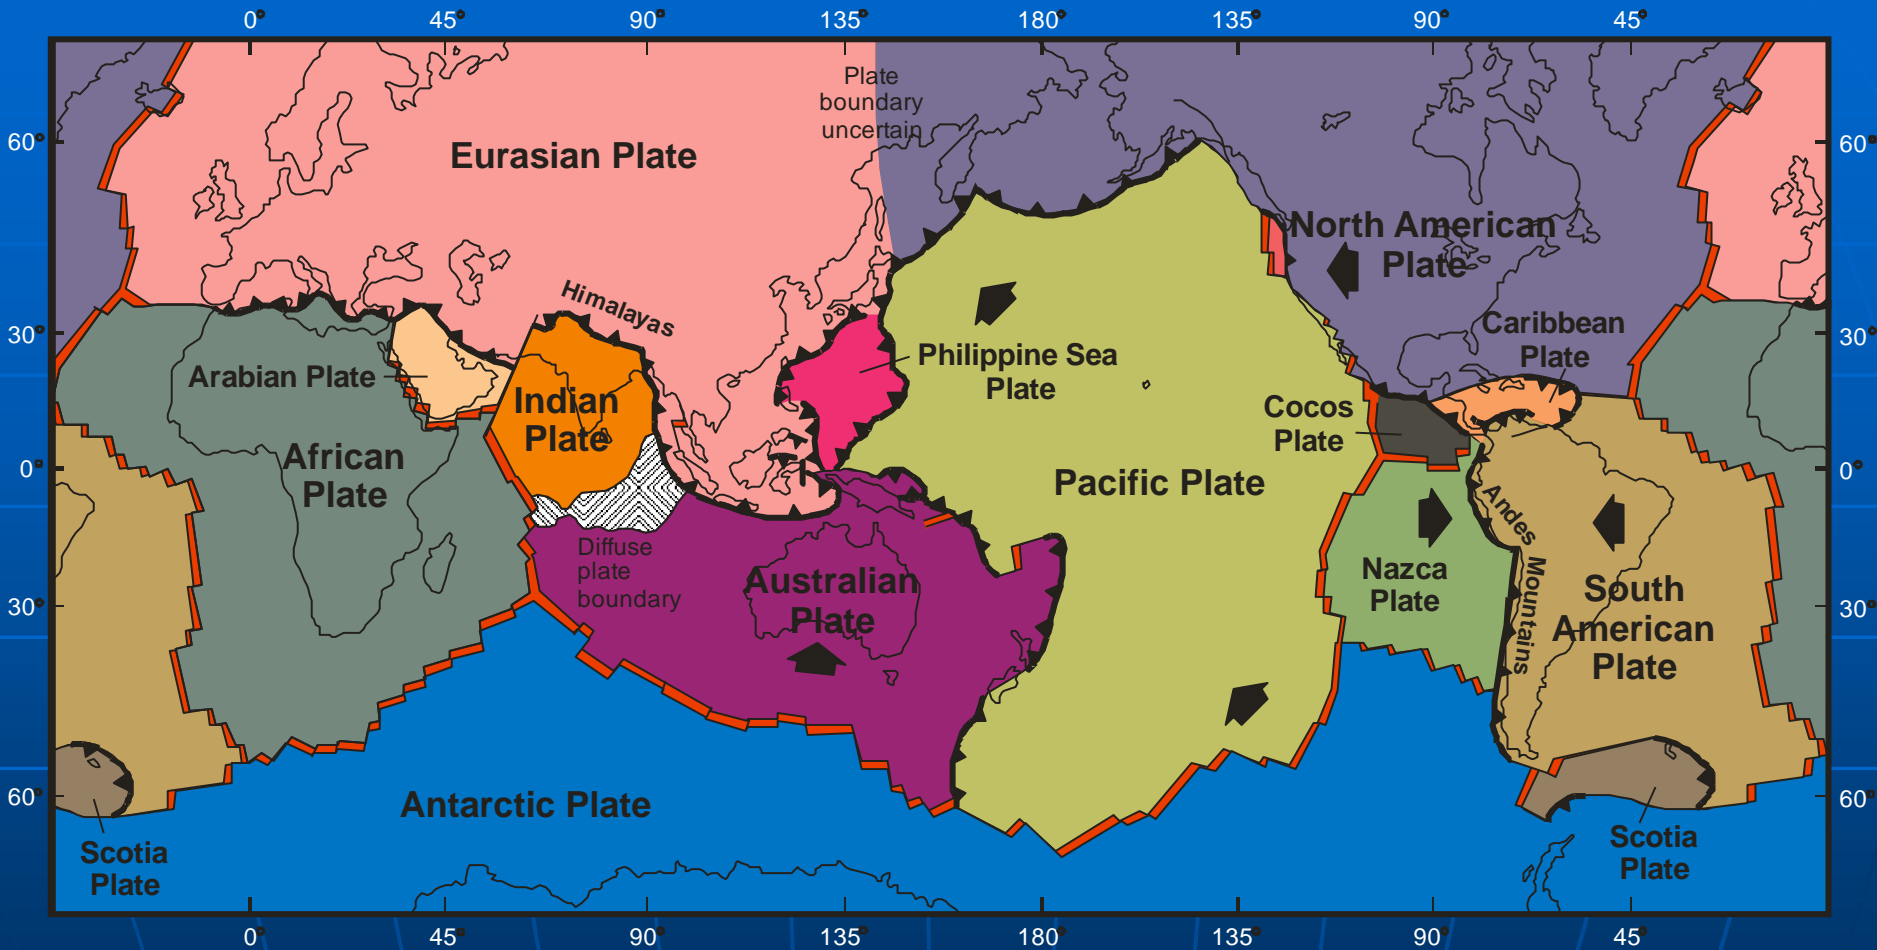 0° 45° 90° 135° 180° 135° 90° 45°
Plate
boundary
uncertain
60° 60°
Eurasian Plate
North American
Plate
Himalayas
30° 30°
Caribbean
Plate
Philippine Sea
Plate
Arabian Plate
Indian
Plate
Cocos
Plate
African
Plate
0° 0°
Pacific Plate
Andes
Mountains
Diffuse
plate
boundary
Australian
Plate
Nazca
Plate
South
American
Plate
30° 30°
60° 60°
Antarctic Plate
Scotia
Plate
Scotia
Plate
0° 45° 90° 135° 180° 135° 90° 45°